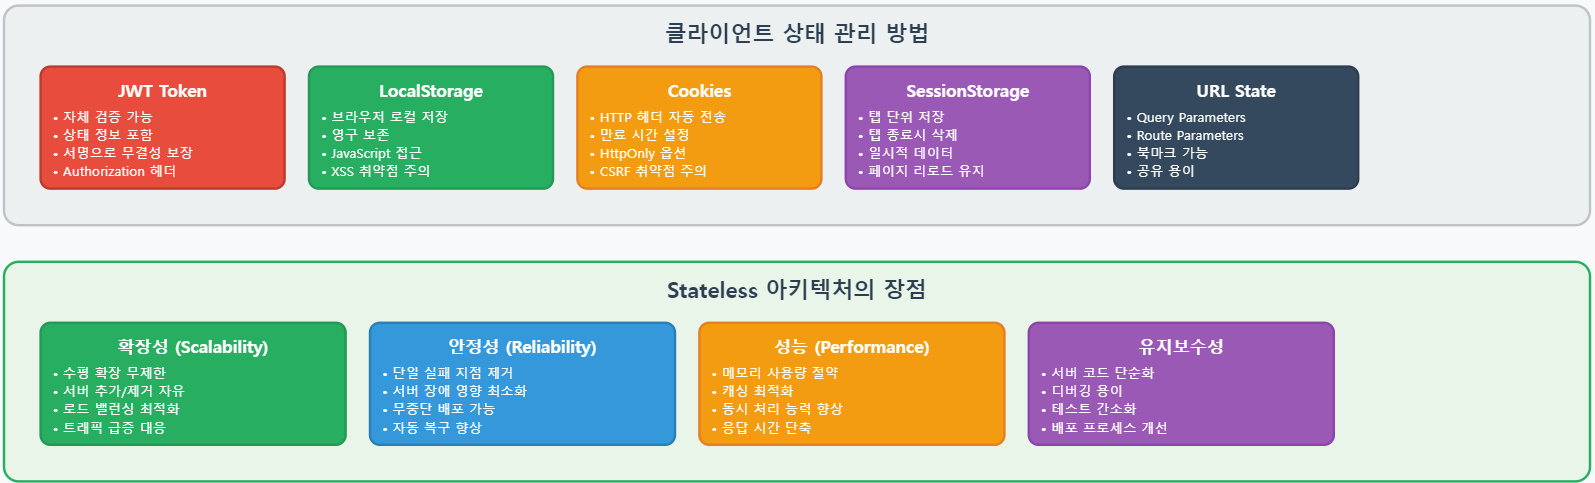 클라이언트 상태 관리 방법
JWT Token
• 자체 검증 가능
• 상태 정보 포함
• 서명으로 무결성 보장
• Authorization 헤더
LocalStorage
• 브라우저 로컬 저장
• 영구 보존
• JavaScript 접근
• XSS 취약점 주의
Cookies
• HTTP 헤더 자동 전송
• 만료 시간 설정
• HttpOnly 옵션
• CSRF 취약점 주의
SessionStorage
• 탭 단위 저장
• 탭 종료시 삭제
• 일시적 데이터
• 페이지 리로드 유지
URL State
• Query Parameters
• Route Parameters
• 북마크 가능
• 공유 용이
Stateless 아키텍처의 장점
확장성 (Scalability)
• 수평 확장 무제한
• 서버 추가/제거 자유
• 로드 밸런싱 최적화
• 트래픽 급증 대응
안정성 (Reliability)
• 단일 실패 지점 제거
• 서버 장애 영향 최소화
• 무중단 배포 가능
• 자동 복구 향상
성능 (Performance)
• 메모리 사용량 절약
• 캐싱 최적화
• 동시 처리 능력 향상
• 응답 시간 단축
유지보수성
• 서버 코드 단순화
• 디버깅 용이
• 테스트 간소화
• 배포 프로세스 개선